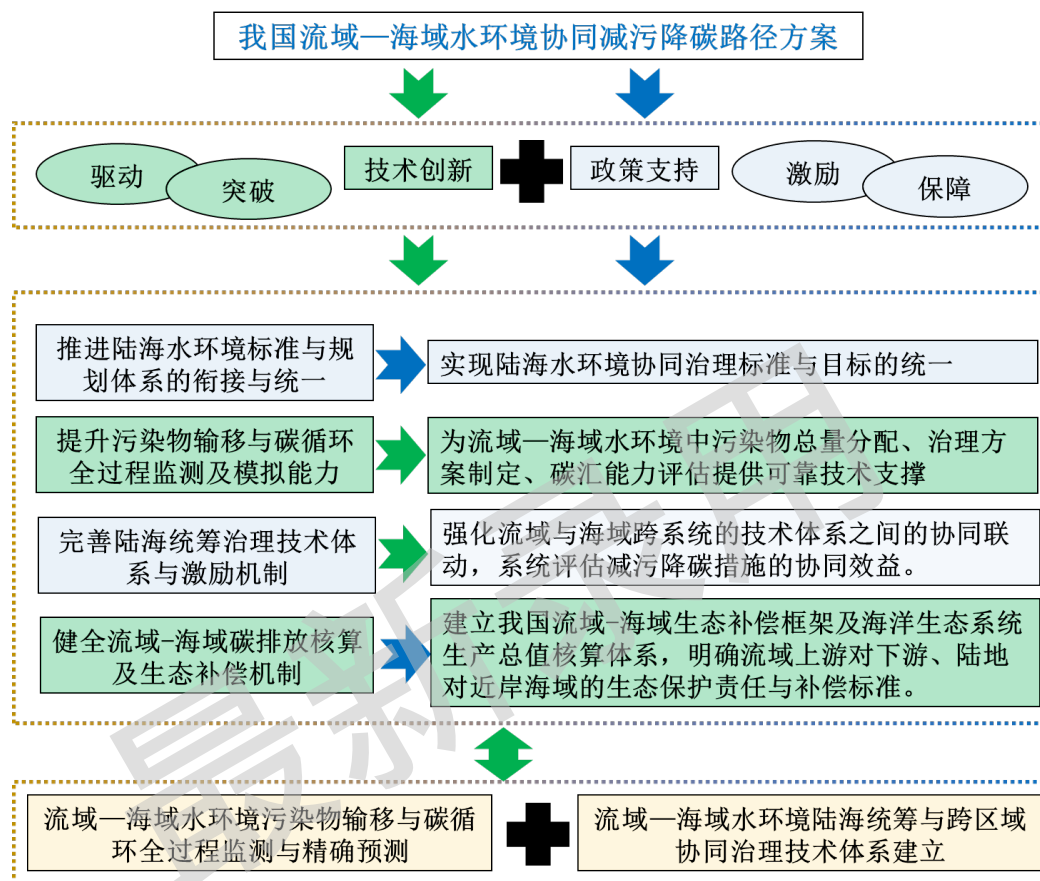 我国流域—海域水环境协同减污降碳路径方案
驱动
突破
技术创新
政策支持
激励
保障
推进陆海水环境标准与规
划体系的衔接与统一
实现陆海水环境协同治理标准与目标的统一
提升污染物输移与碳循环
全过程监测及模拟能力
为流域—海域水环境中污染物总量分配、治理方
案制定、碳汇能力评估提供可靠技术支撑
完善陆海统筹治理技术体
系与激励机制
强化流域与海域跨系统的技术体系之间的协同联
动，系统评估减污降碳措施的协同效益。
健全流域-海域碳排放核算
及生态补偿机制
建立我国流域-海域生态补偿框架及海洋生态系统
生产总值核算体系，明确流域上游对下游、陆地
对近岸海域的生态保护责任与补偿标准。
流域—海域水环境污染物输移与碳循
环全过程监测与精确预测
流域—海域水环境陆海统筹与跨区域
协同治理技术体系建立
最新录用